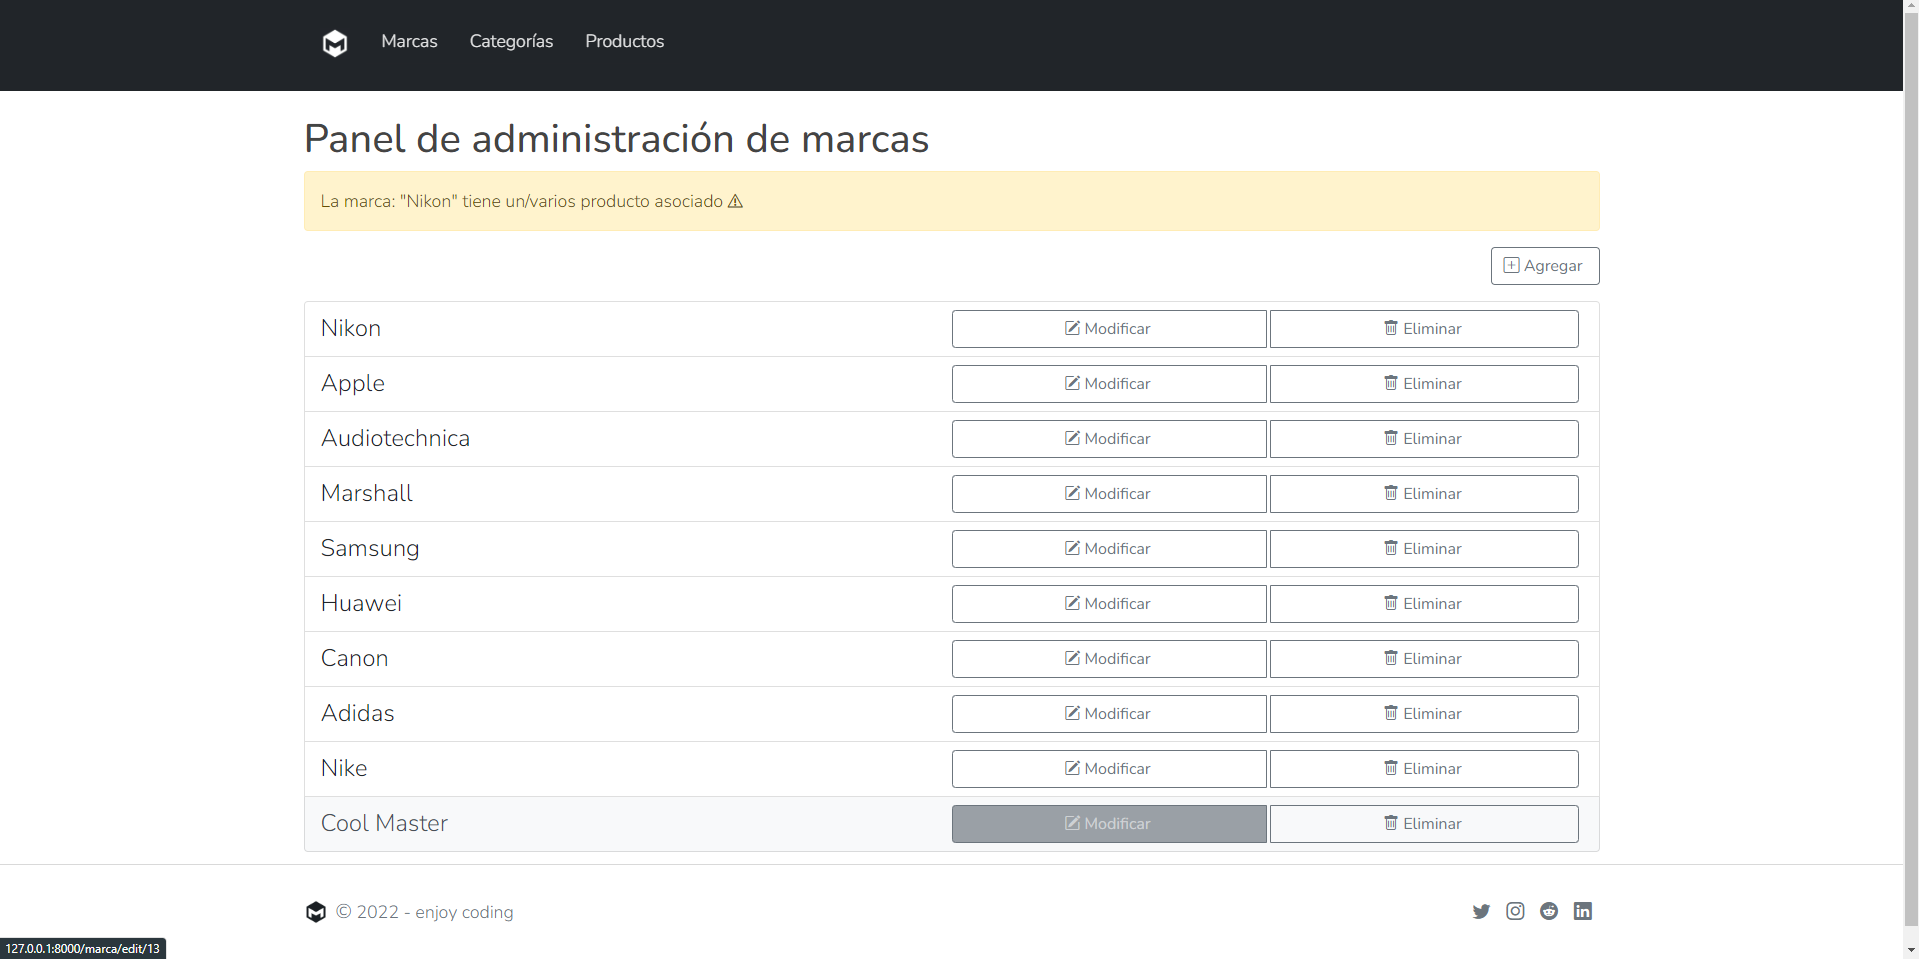 Marcas Categorías Productos
Panel de administración de marcas
La marca: "Nikon" tiene un/varios producto asociado
Agregar
Nikon Modificar Eliminar
Apple Modificar Eliminar
Audiotechnica Modificar Eliminar
Marshall Modificar Eliminar
Samsung Modificar Eliminar
Huawei Modificar Eliminar
Canon Modificar Eliminar
Adidas Modificar Eliminar
Nike Modificar Eliminar
Cool Master Modificar Eliminar
© 2022 - enjoy coding
127.0.0.1:8000/marca/edit/13